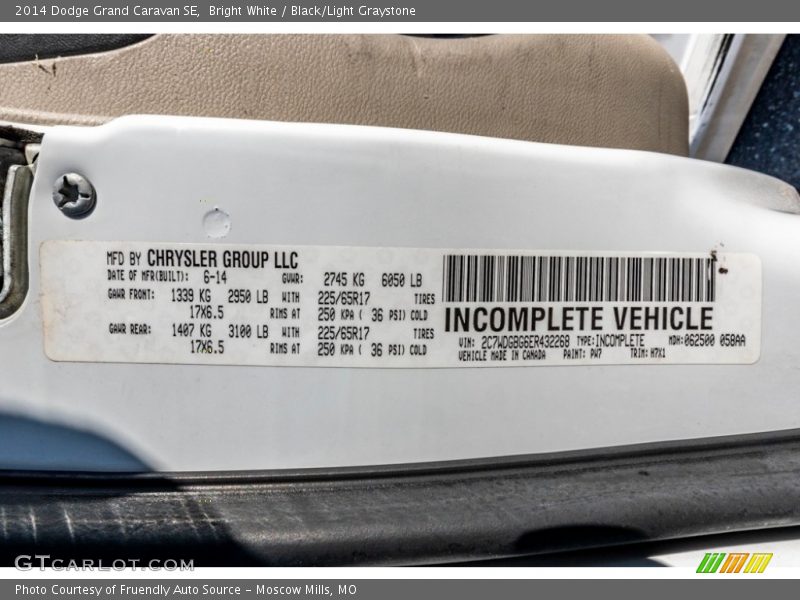 2014 Dodge Grand Caravan SE,  Bright White / Black/Light Graystone
MFD BY CHRYSLER GROUP LLC
DATE OF MFR(BUILT): 6-14 GVWR: 2745 KG 6050 LB
GAWR FRONT: 1339 KG 2950 LB WITH 225/65R17 TIRES
17X6.5 RIMS AT 250 KPA ( 36 PSI) COLD
GAWR REAR: 1407 KG 3100 LB WITH 225/65R17 TIRES
17X6.5 RIMS AT 250 KPA ( 36 PSI) COLD
INCOMPLETE VEHICLE
VIN: 2C7WDGBG6ER432268 TYPE:INCOMPLETE MDH:062500 058AA
VEHICLE MADE IN CANADA PAINT: PW7 TRIM: H7X1
GTCARLOT.COM
Photo Courtesy of Fruendly Auto Source - Moscow Mills, MO